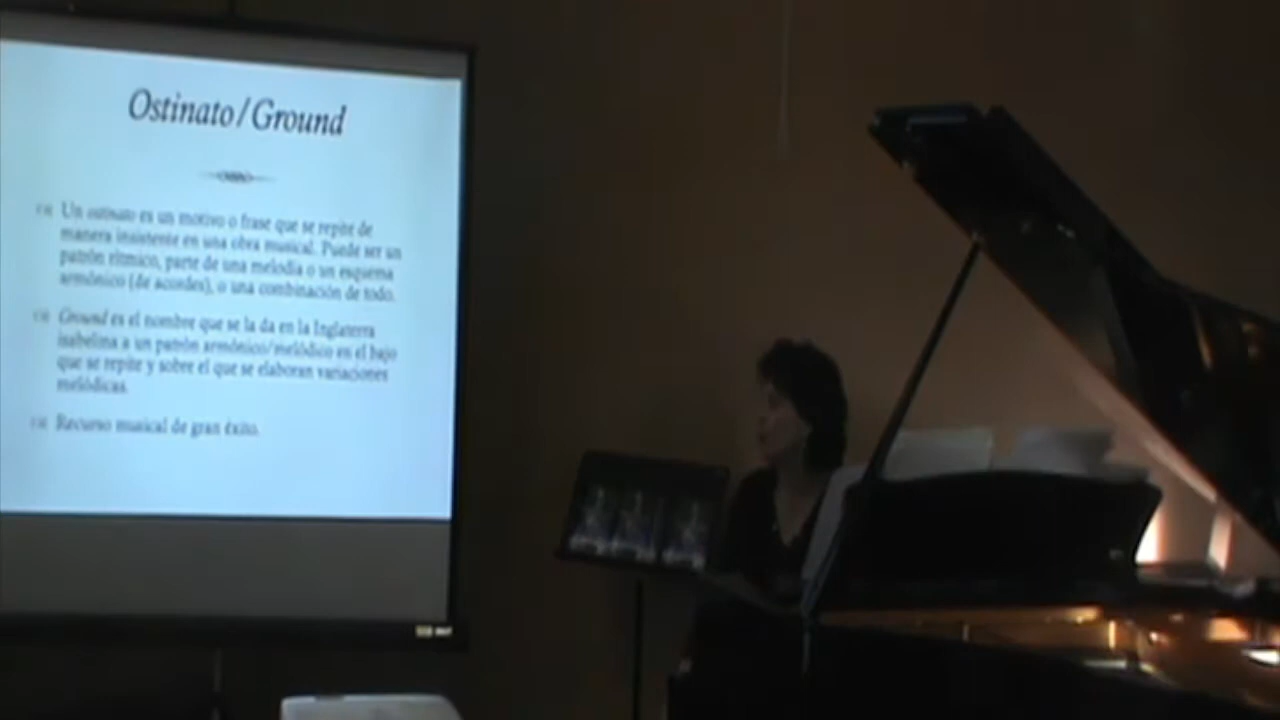 Ostinato/Ground
Un ostinato es un motivo o frase que se repite de
manera insistente en una obra musical. Puede ser un
patrón rítmico, parte de una melodía o un esquema
armónico (de acordes), o una combinación de todo.
Ground es el nombre que se la da en la Inglaterra
isabelina a un patrón armónico/melódico en el bajo
que se repite y sobre el que se elaboran variaciones
melódicas.
Recurso musical de gran éxito.